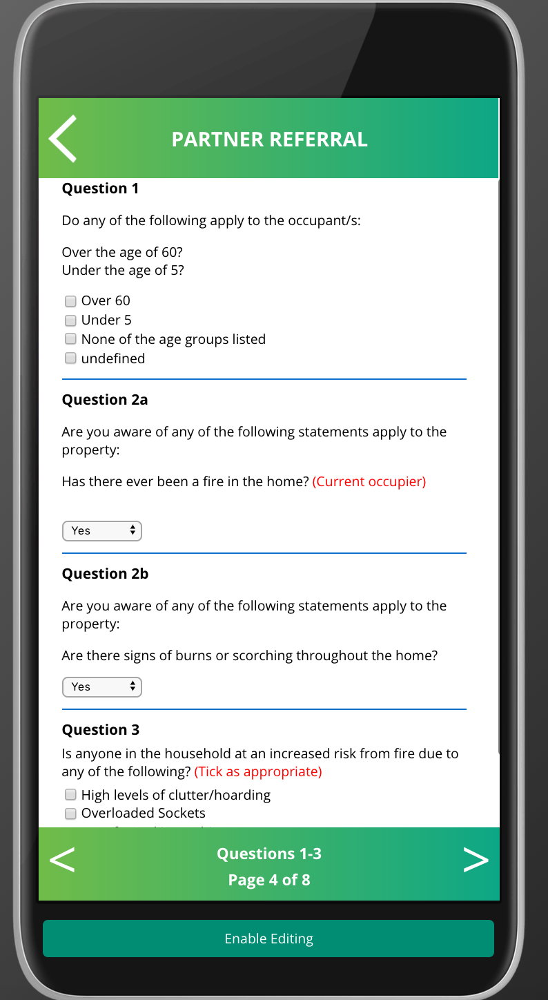 PARTNER REFERRAL
Question 1
Do any of the following apply to the occupant/s:
Over the age of 60?
Under the age of 5?
Over 60
Under 5
None of the age groups listed
undefined
Question 2a
Are you aware of any of the following statements apply to the
property:
Has there ever been a fire in the home? (Current occupier)
Yes
Question 2b
Are you aware of any of the following statements apply to the
property:
Are there signs of burns or scorching throughout the home?
Yes
Question 3
Is anyone in the household at an increased risk from fire due to
any of the following? (Tick as appropriate)
High levels of clutter/hoarding
Overloaded Sockets
< Questions 1-3 >
Page 4 of 8
Enable Editing